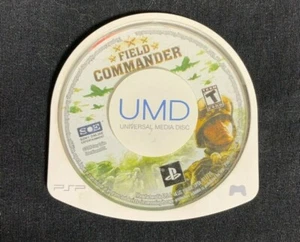 FIELD
COMMANDER
UMD
UNIVERSAL MEDIA DISC
T
PSP